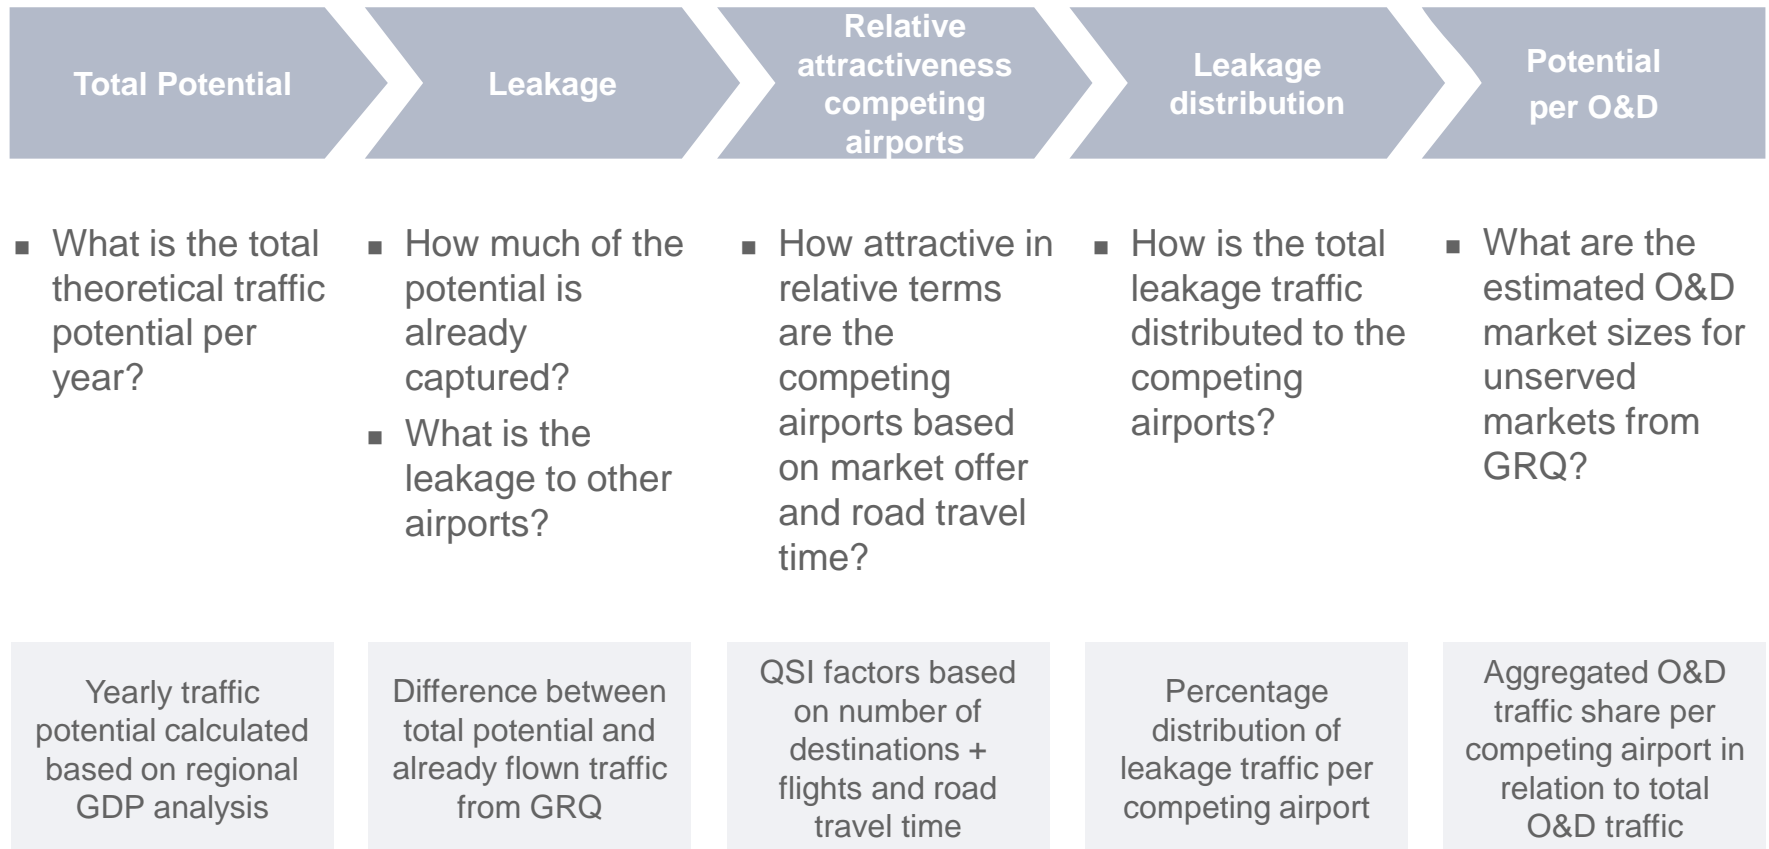 Total Potential
Leakage
Relative
attractiveness
competing
airports
Leakage
distribution
Potential
per O&D
▪ What is the total
theoretical traffic
potential per
year?
▪ How much of the
potential is
already
captured?
▪ What is the
leakage to other
airports?
▪ How attractive in
relative terms
are the
competing
airports based
on market offer
and road travel
time?
▪ How is the total
leakage traffic
distributed to the
competing
airports?
▪ What are the
estimated O&D
market sizes for
unserved
markets from
GRQ?
Yearly traffic
potential calculated
based on regional
GDP analysis
Difference between
total potential and
already flown traffic
from GRQ
QSI factors based
on number of
destinations +
flights and road
travel time
Percentage
distribution of
leakage traffic per
competing airport
Aggregated O&D
traffic share per
competing airport in
relation to total
O&D traffic